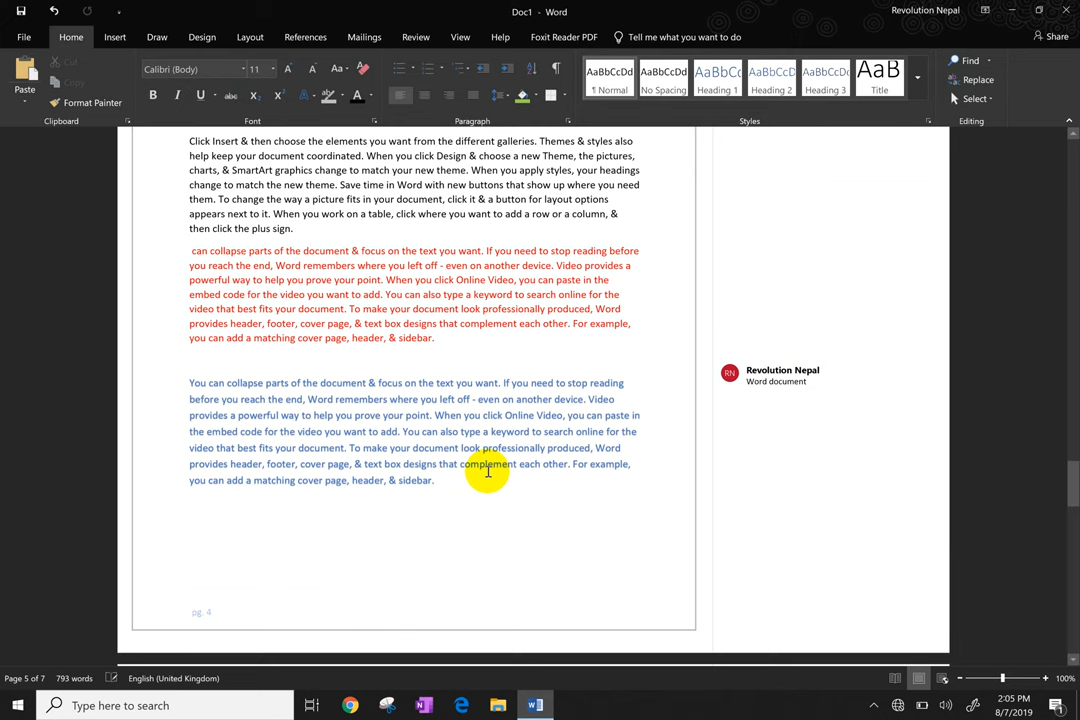 Doc1 - Word
Revolution Nepal
File Home Insert Draw Design Layout References Mailings Review View Help Foxit Reader PDF Tell me what you want to do Share
Paste
Cut
Copy
Format Painter
Clipboard
Calibri (Body) 11
Font
Paragraph
AaBbCcDd AaBbCcDd AaBbCc AaBbCcD AaBbCcD AaB
¶ Normal No Spacing Heading 1 Heading 2 Heading 3 Title
Styles
Find
Replace
Select
Editing
Click Insert & then choose the elements you want from the different galleries. Themes & styles also
help keep your document coordinated. When you click Design & choose a new Theme, the pictures,
charts, & SmartArt graphics change to match your new theme. When you apply styles, your headings
change to match the new theme. Save time in Word with new buttons that show up where you need
them. To change the way a picture fits in your document, click it & a button for layout options
appears next to it. When you work on a table, click where you want to add a row or a column, &
then click the plus sign.
can collapse parts of the document & focus on the text you want. If you need to stop reading before
you reach the end, Word remembers where you left off - even on another device. Video provides a
powerful way to help you prove your point. When you click Online Video, you can paste in the
embed code for the video you want to add. You can also type a keyword to search online for the
video that best fits your document. To make your document look professionally produced, Word
provides header, footer, cover page, & text box designs that complement each other. For example,
you can add a matching cover page, header, & sidebar.
Revolution Nepal
RN
Word document
You can collapse parts of the document & focus on the text you want. If you need to stop reading
before you reach the end, Word remembers where you left off - even on another device. Video
provides a powerful way to help you prove your point. When you click Online Video, you can paste in
the embed code for the video you want to add. You can also type a keyword to search online for the
video that best fits your document. To make your document look professionally produced, Word
provides header, footer, cover page, & text box designs that complement each other. For example,
you can add a matching cover page, header, & sidebar.
pg. 4
Page 5 of 7 793 words English (United Kingdom) 100%
Type here to search
2:05 PM
8/7/2019